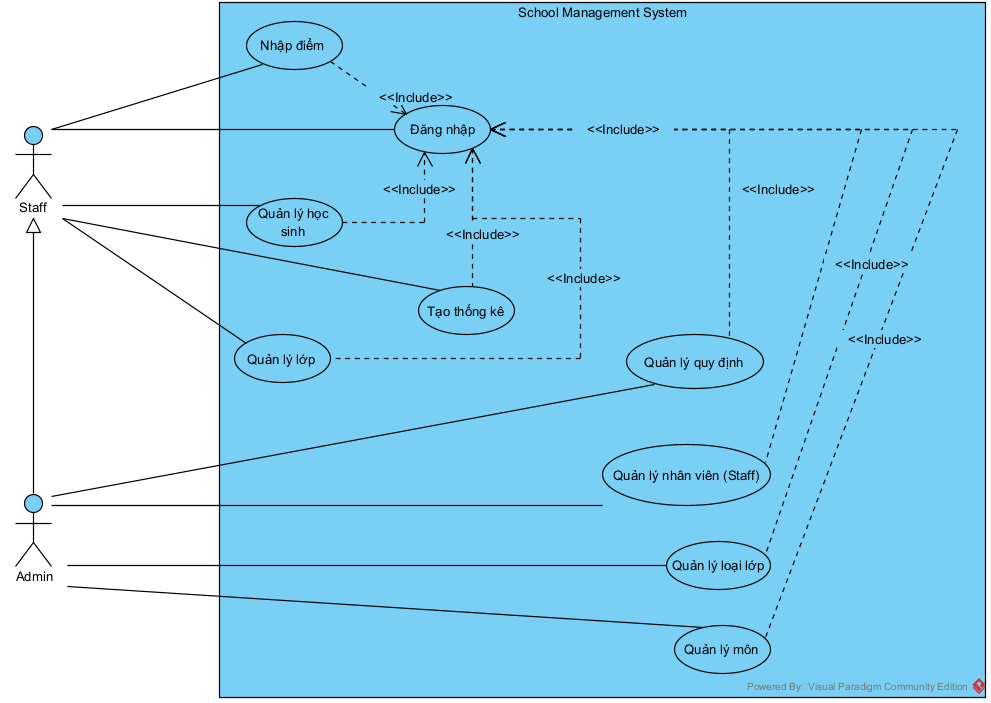 School Management System
Nhập điểm
<<Include>>
Đăng nhập
<<Include>>
Staff
<<Include>>
<<Include>>
Quản lý học
sinh
<<Include>>
<<Include>>
<<Include>>
Tạo thống kê
<<Include>>
Quản lý lớp
Quản lý quy định
Quản lý nhân viên (Staff)
Admin
Quản lý loại lớp
Quản lý môn
Powered By Visual Paradigm Community Edition